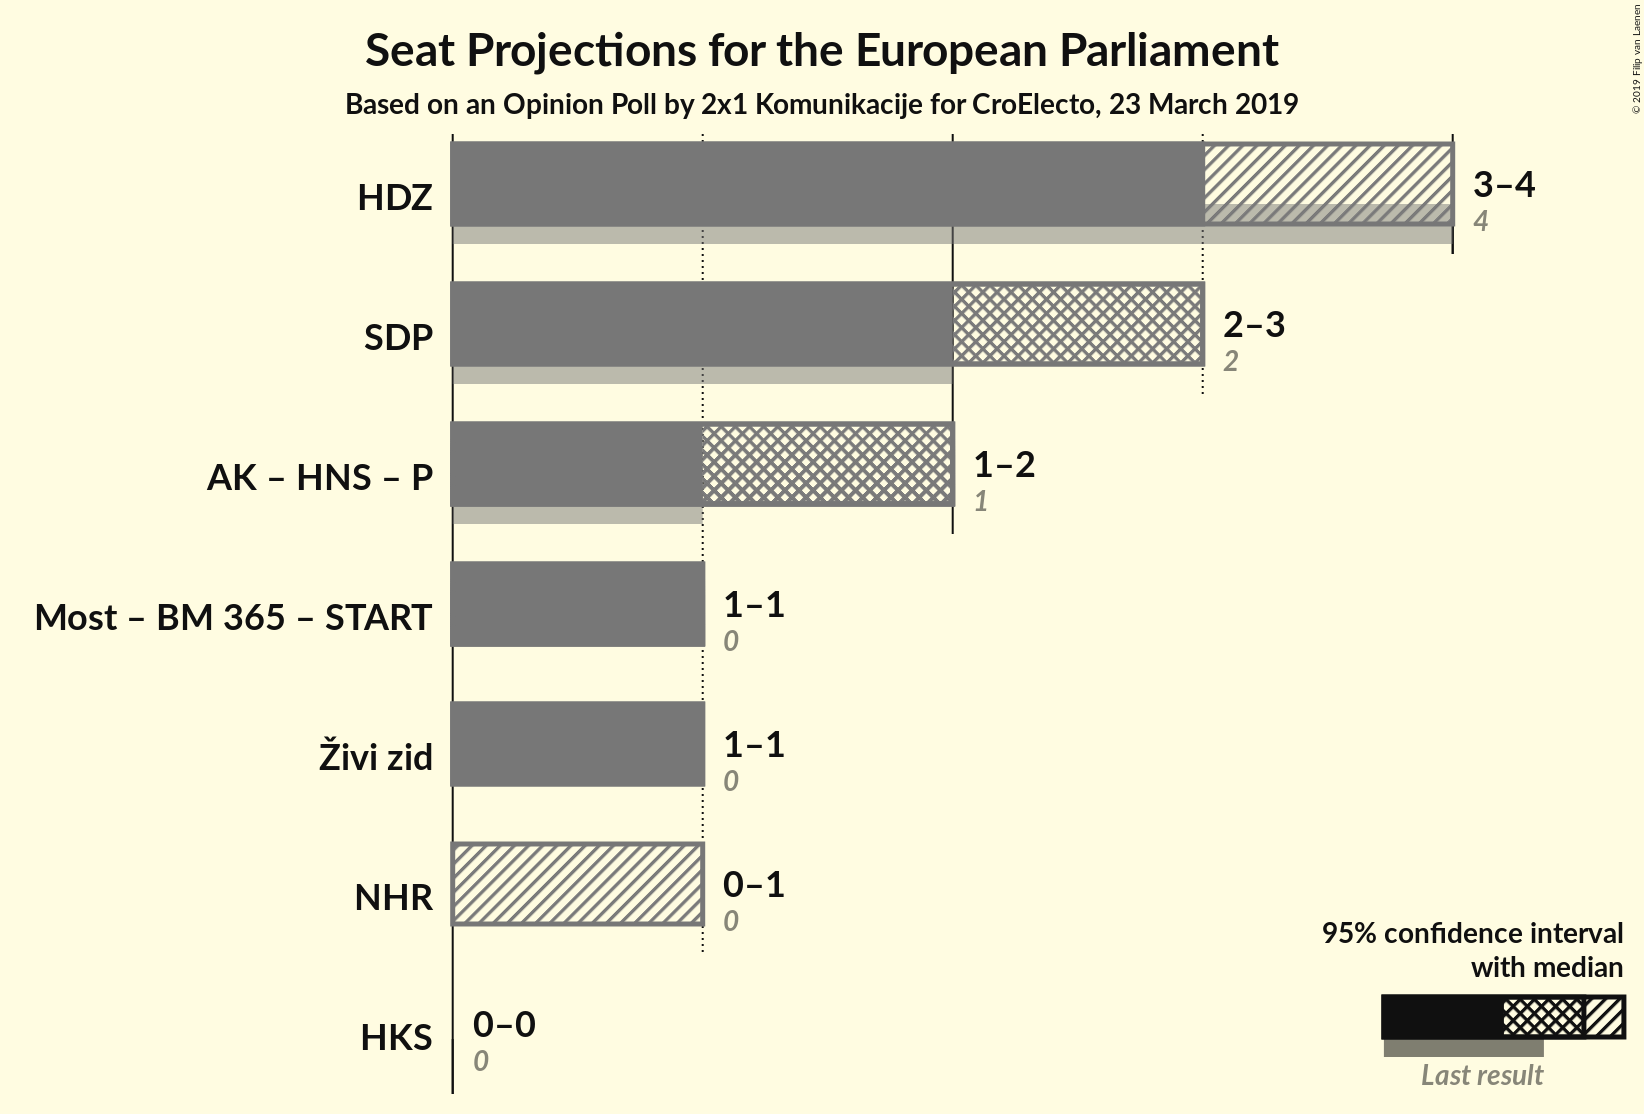 Seat Projections for the European Parliament
Based on an Opinion Poll by 2x1 Komunikacije for CroElecto, 23 March 2019
© 2019 Filip van Laenen
HDZ
3–4
4
SDP
2–3
2
AK – HNS – P
1–2
1
Most – BM 365 – START
1–1
0
Živi zid
1–1
0
NHR
0–1
0
HKS
0–0
0
95% confidence interval
with median
Last result